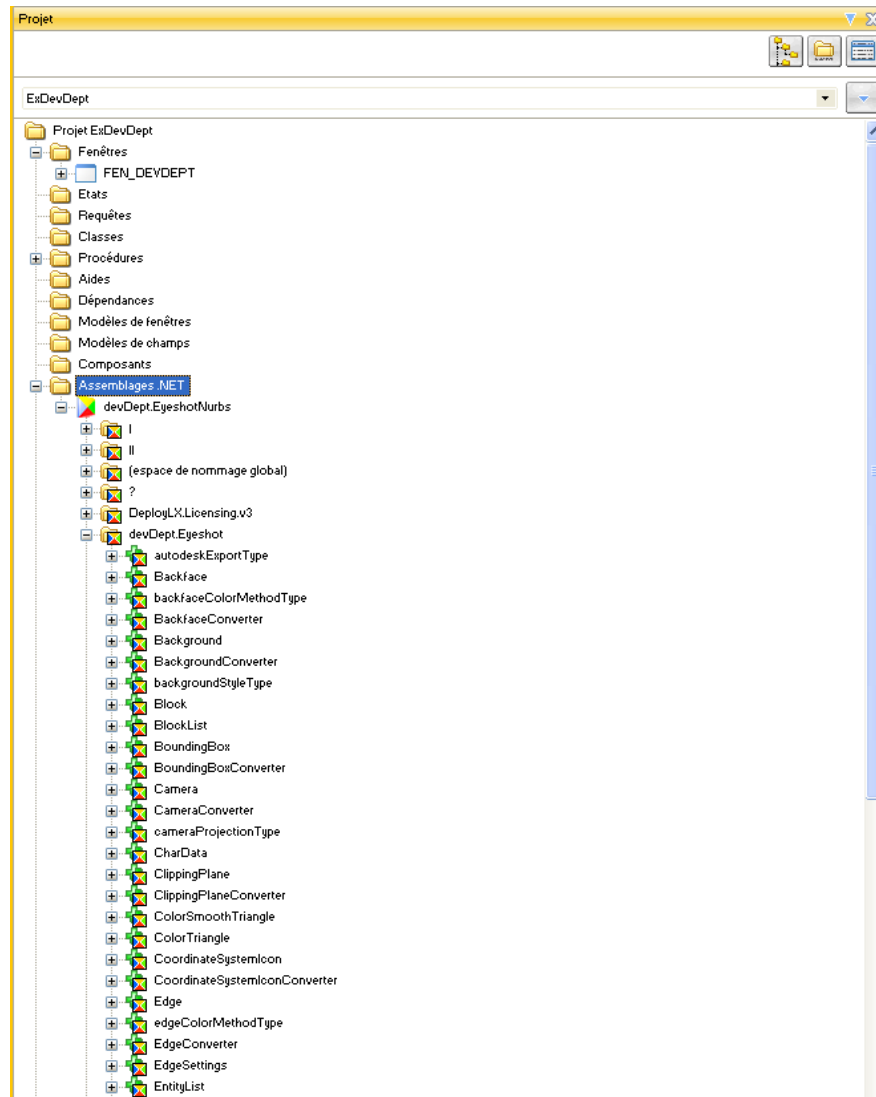 Projet
ExDevDept
Projet ExDevDept
Fenêtres
FEN_DEVDEPT
Etats
Requêtes
Classes
Procédures
Aides
Dépendances
Modèles de fenêtres
Modèles de champs
Composants
Assemblages .NET
devDept.EyeshotNurbs
I
II
(espace de nommage global)
?
DeployLX.Licensing.v3
devDept.Eyeshot
autodeskExportType
Backface
backfaceColorMethodType
BackfaceConverter
Background
BackgroundConverter
backgroundStyleType
Block
BlockList
BoundingBox
BoundingBoxConverter
Camera
CameraConverter
cameraProjectionType
CharData
ClippingPlane
ClippingPlaneConverter
ColorSmoothTriangle
ColorTriangle
CoordinateSystemIcon
CoordinateSystemIconConverter
Edge
edgeColorMethodType
EdgeConverter
EdgeSettings
EntityList